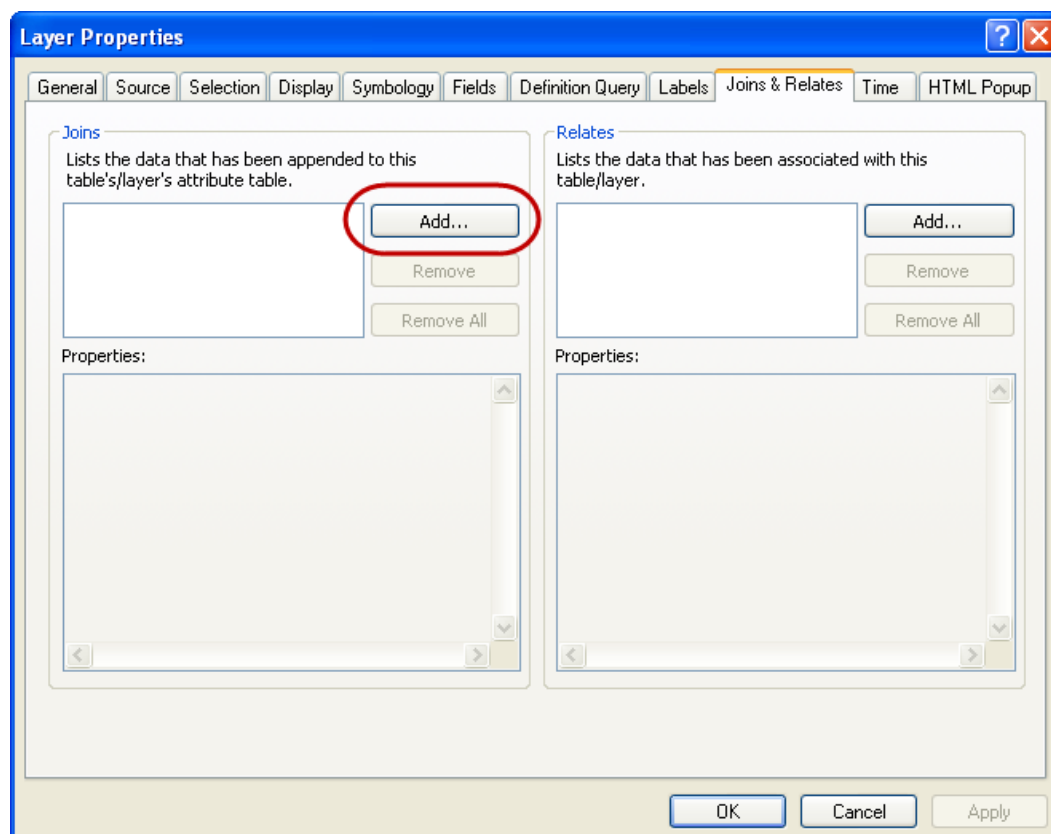 Layer Properties
General Source Selection Display Symbology Fields Definition Query Labels Joins & Relates Time HTML Popup
Joins
Lists the data that has been appended to this
table's/layer's attribute table.
Add...
Remove
Remove All
Properties:
Relates
Lists the data that has been associated with this
table/layer.
Add...
Remove
Remove All
Properties:
OK Cancel Apply